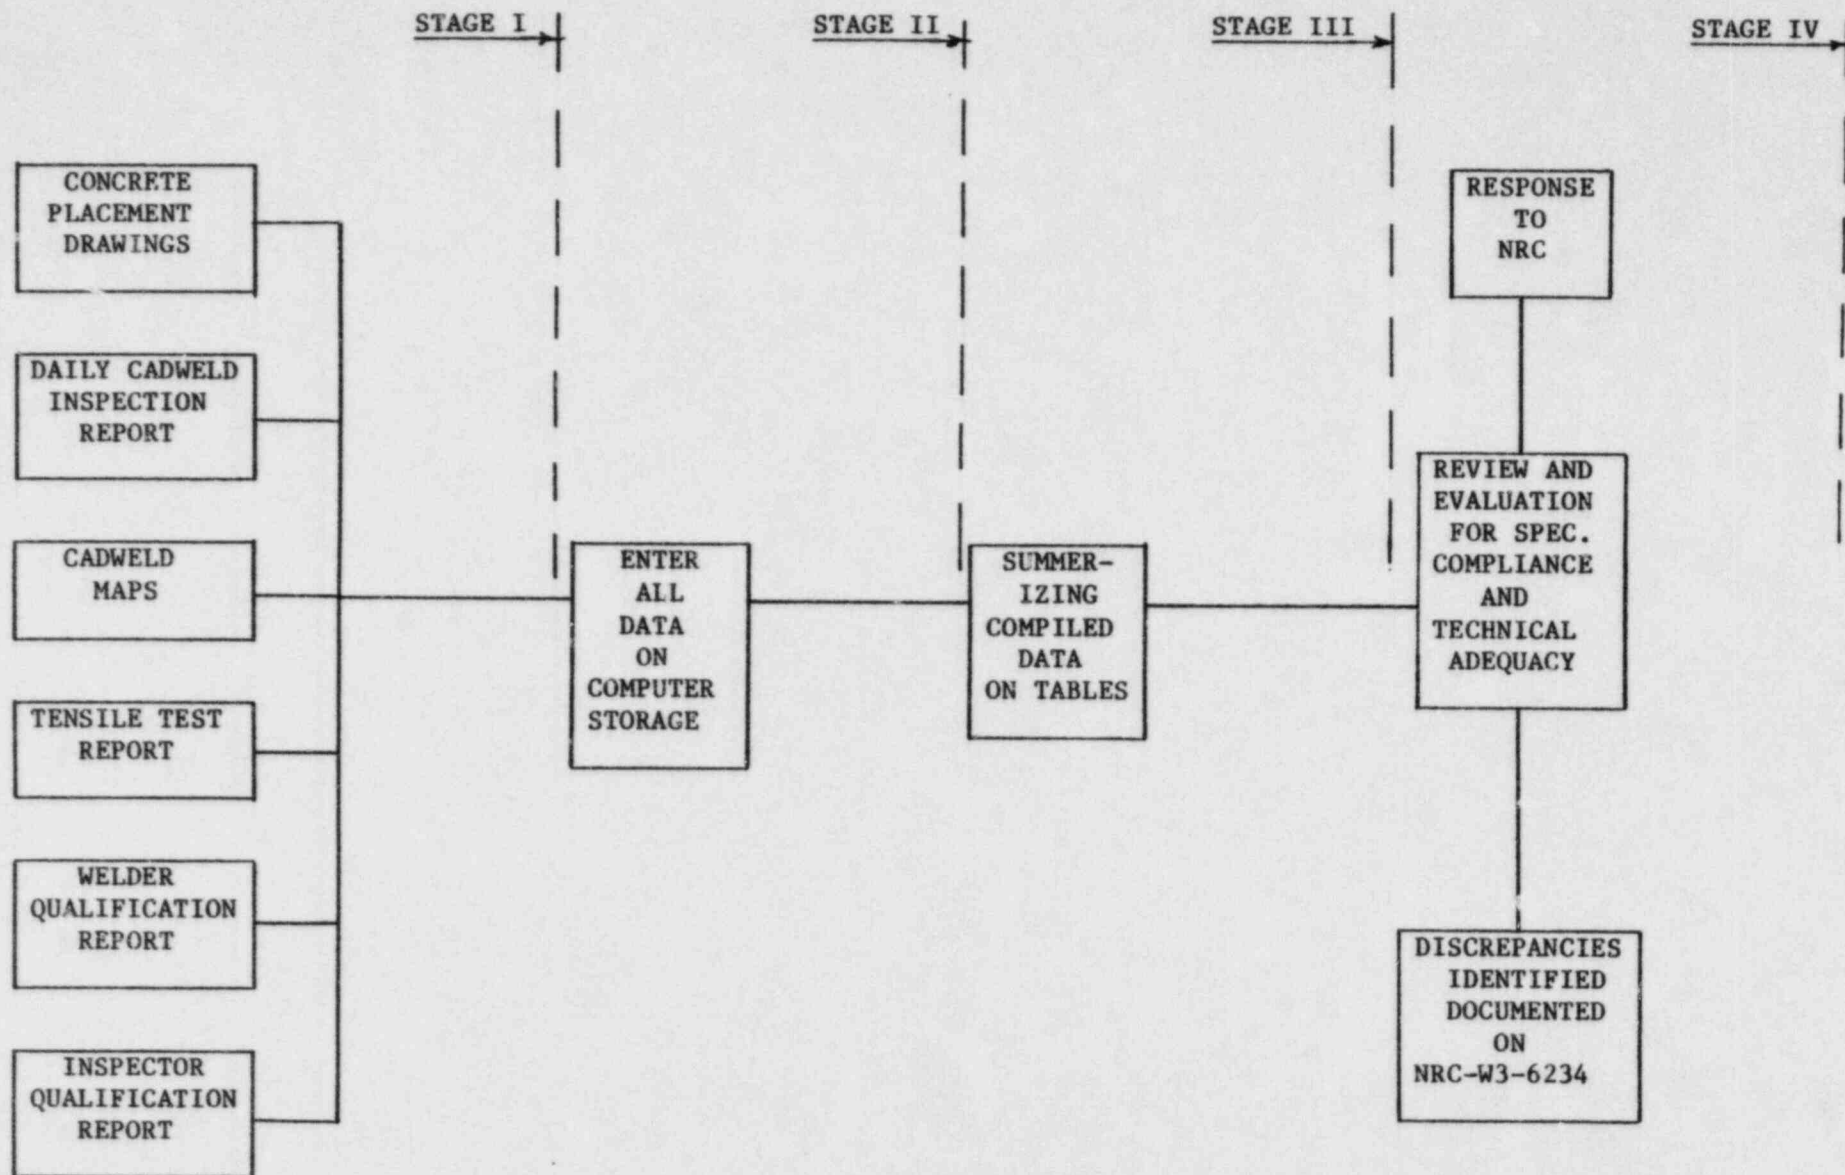 STAGE I
STAGE II
STAGE III
STAGE IV
CONCRETE
PLACEMENT
DRAWINGS
DAILY CADWELD
INSPECTION
REPORT
CADWELD
MAPS
TENSILE TEST
REPORT
WELDER
QUALIFICATION
REPORT
INSPECTOR
QUALIFICATION
REPORT
ENTER
ALL
DATA
ON
COMPUTER
STORAGE
SUMMER-
IZING
COMPILED
DATA
ON TABLES
RESPONSE
TO
NRC
REVIEW AND
EVALUATION
FOR SPEC.
COMPLIANCE
AND
TECHNICAL
ADEQUACY
DISCREPANCIES
IDENTIFIED
DOCUMENTED
ON
NRC-W3-6234